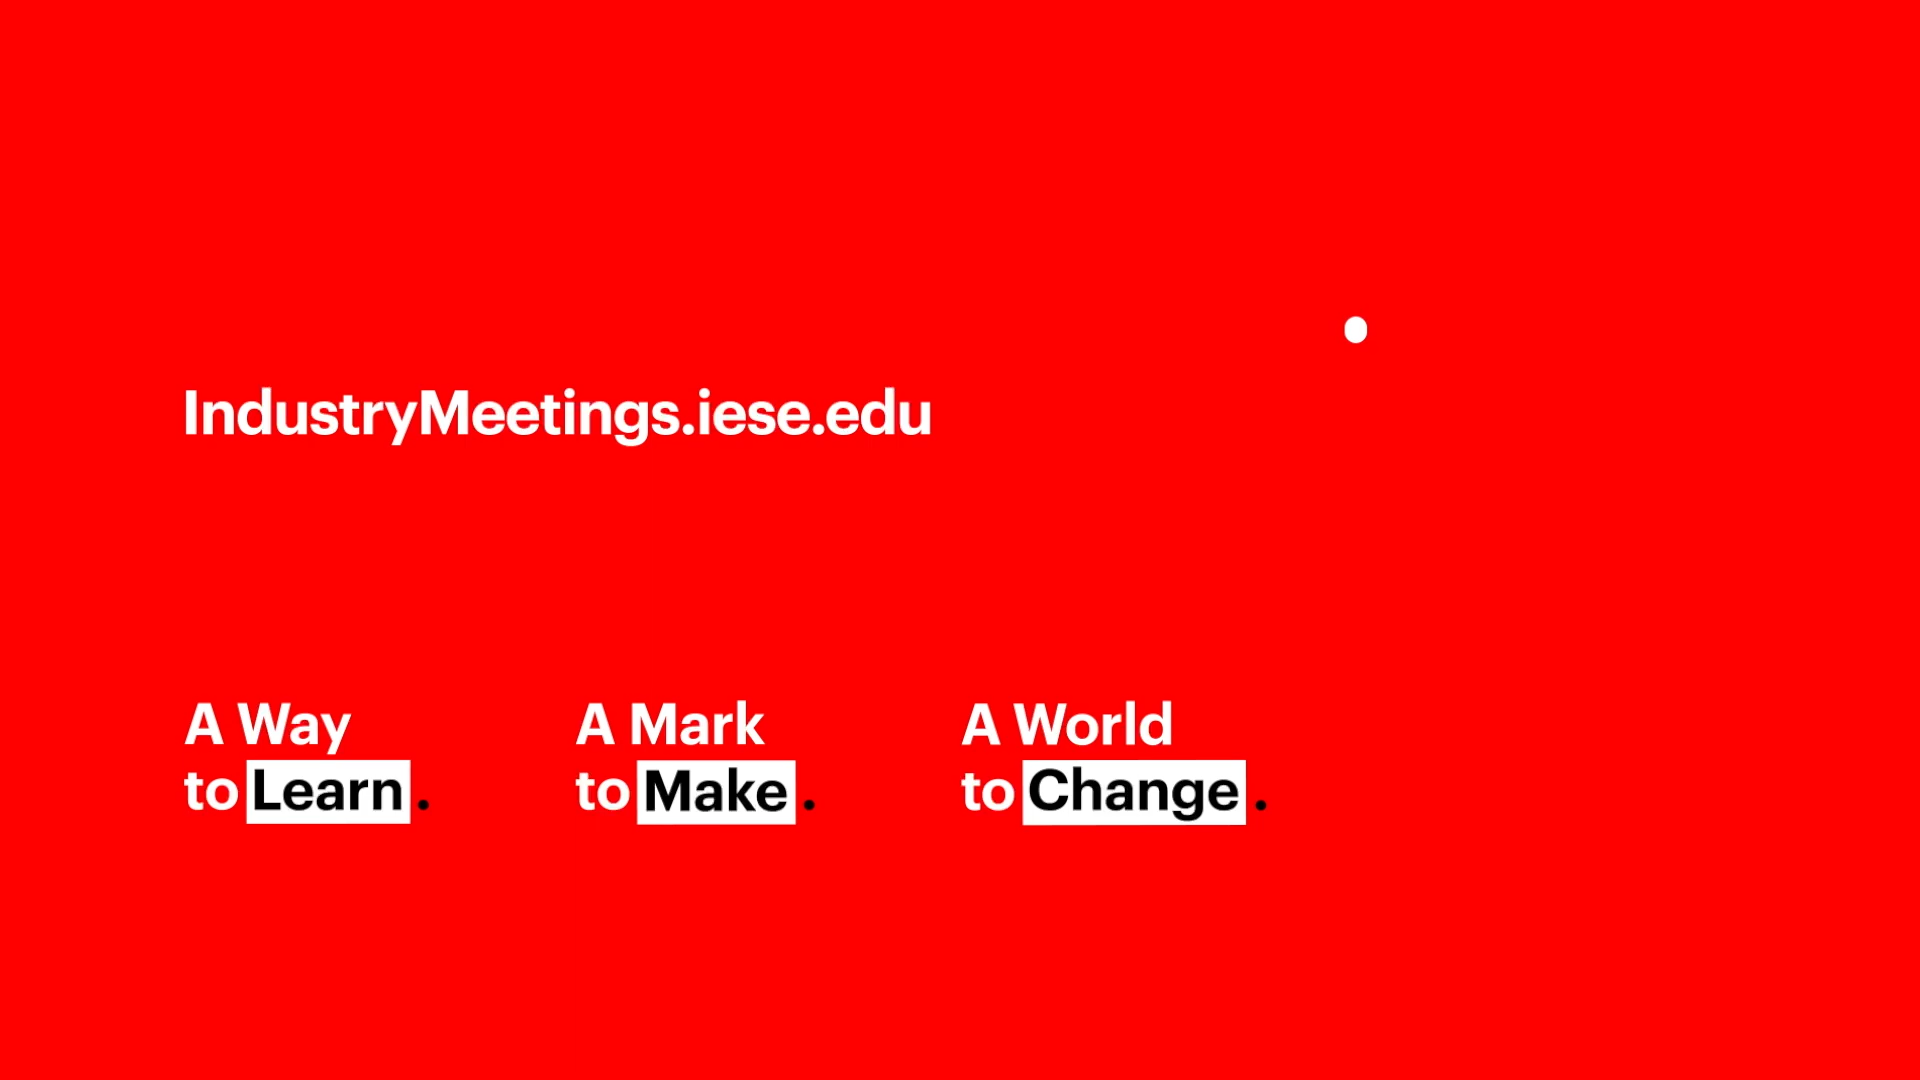 IndustryMeetings.iese.edu
A Way
to Learn.
A Mark
to Make.
A World
to Change.